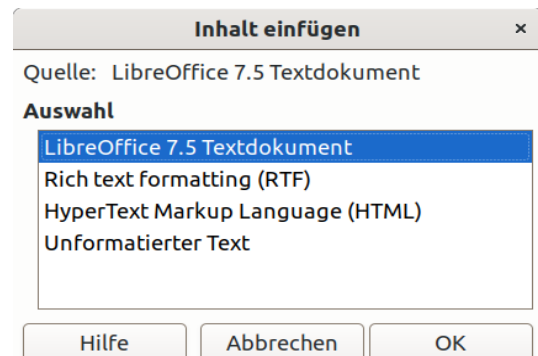 Inhalt einfügen ×
Quelle: LibreOffice 7.5 Textdokument
Auswahl
LibreOffice 7.5 Textdokument
Rich text formatting (RTF)
HyperText Markup Language (HTML)
Unformatierter Text
Hilfe Abbrechen OK